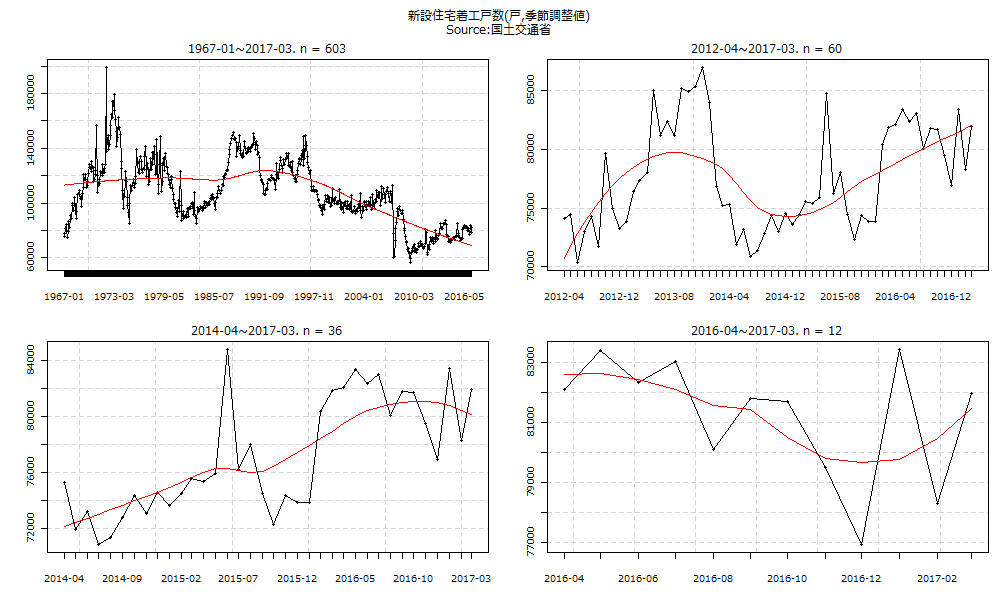 新設住宅着工戸数(戸,季節調整値)
Source:国土交通省
1967-01~2017-03. n = 603
60000 100000 140000 180000
1967-01 1973-03 1979-05 1985-07 1991-09 1997-11 2004-01 2010-03 2016-05
2012-04~2017-03. n = 60
70000 75000 80000 85000
2012-04 2012-12 2013-08 2014-04 2014-12 2015-08 2016-04 2016-12
2014-04~2017-03. n = 36
72000 76000 80000 84000
2014-04 2014-09 2015-02 2015-07 2015-12 2016-05 2016-10 2017-03
2016-04~2017-03. n = 12
77000 79000 81000 83000
2016-04 2016-06 2016-08 2016-10 2016-12 2017-02